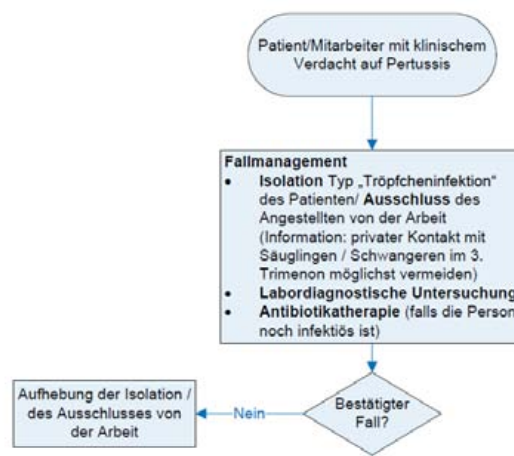 Patient/Mitarbeiter mit klinischem
Verdacht auf Pertussis
Fallmanagement
• Isolation Typ „Tröpfcheninfektion“
des Patienten/ Ausschluss des
Angestellten von der Arbeit
(Information: privater Kontakt mit
Säuglingen / Schwangeren im 3.
Trimenon möglichst vermeiden)
• Labordiagnostische Untersuchung
• Antibiotikatherapie (falls die Person
noch infektiös ist)
Bestätigter
Fall?
Nein
Aufhebung der Isolation /
des Ausschlusses von
der Arbeit